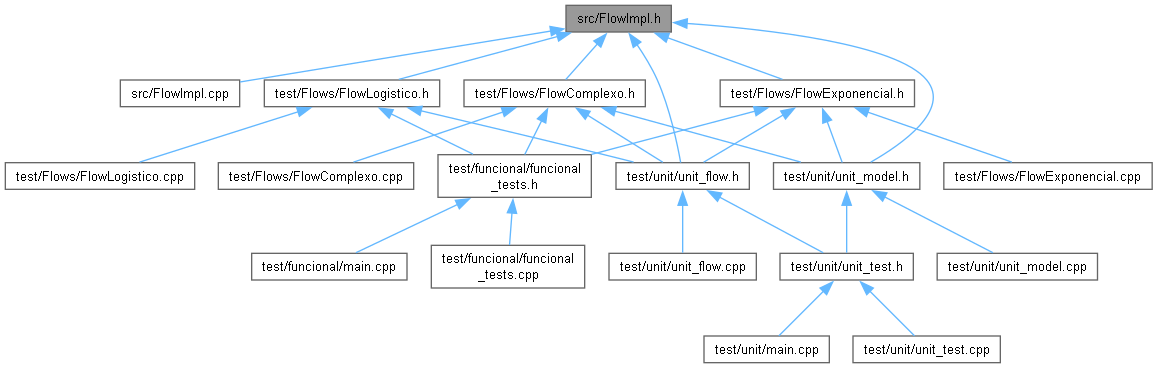 src/FlowImpl.h
src/FlowImpl.cpp
test/Flows/FlowLogistico.h
test/Flows/FlowComplexo.h
test/Flows/FlowExponencial.h
test/Flows/FlowLogistico.cpp
test/Flows/FlowComplexo.cpp
test/funcional/funcional
_tests.h
test/unit/unit_flow.h
test/unit/unit_model.h
test/Flows/FlowExponencial.cpp
test/funcional/main.cpp
test/funcional/funcional
_tests.cpp
test/unit/unit_flow.cpp
test/unit/unit_test.h
test/unit/unit_model.cpp
test/unit/main.cpp
test/unit/unit_test.cpp